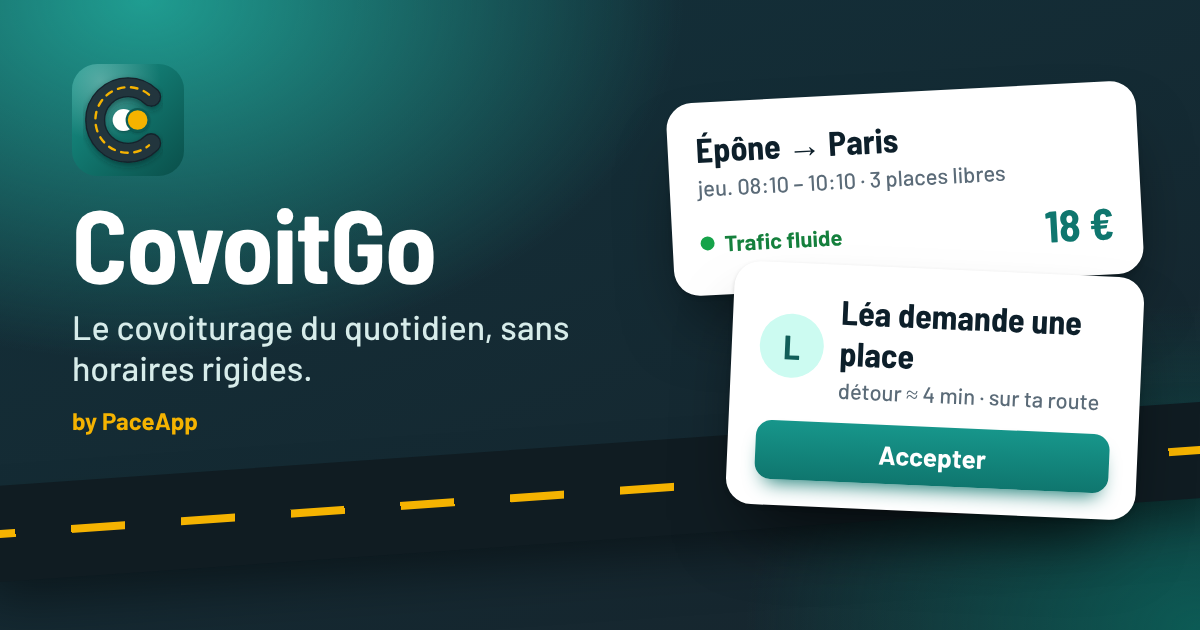 CovoitGo
Le covoiturage du quotidien, sans
horaires rigides.
by PaceApp
Épône → Paris
jeu. 08:10 – 10:10 · 3 places libres
Trafic fluide
18 €
L
Léa demande une
place
détour ≈ 4 min · sur ta route
Accepter